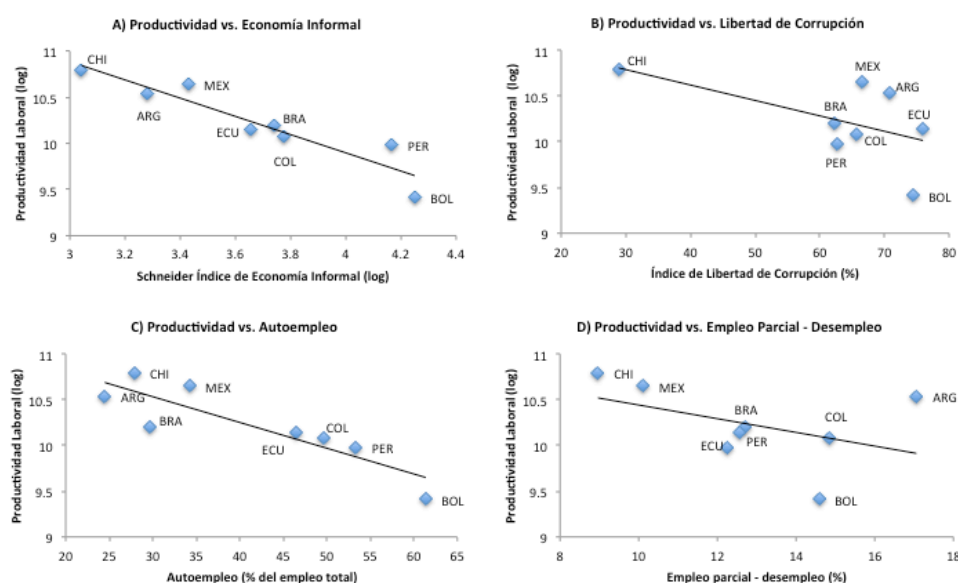 A) Productividad vs. Economía Informal
Productividad Laboral (log)
11
10.5
10
9.5
9
CHI
MEX
ARG
ECU
BRA
COL
PER
BOL
3
3.2
3.4
3.6
3.8
4
4.2
4.4
Schneider Índice de Economía Informal (log)
B) Productividad vs. Libertad de Corrupción
Productividad Laboral (log)
11
10.5
10
9.5
9
CHI
MEX
ARG
BRA
ECU
COL
PER
BOL
20
30
40
50
60
70
80
Índice de Libertad de Corrupción (%)
C) Productividad vs. Autoempleo
Productividad Laboral (log)
11
10.5
10
9.5
9
CHI
MEX
ARG
BRA
ECU
COL
PER
BOL
20
25
30
35
40
45
50
55
60
65
Autoempleo (% del empleo total)
D) Productividad vs. Empleo Parcial - Desempleo
Productividad Laboral (log)
11
10.5
10
9.5
9
CHI
MEX
ARG
BRA
ECU
PER
COL
BOL
8
10
12
14
16
18
Empleo parcial - desempleo (%)